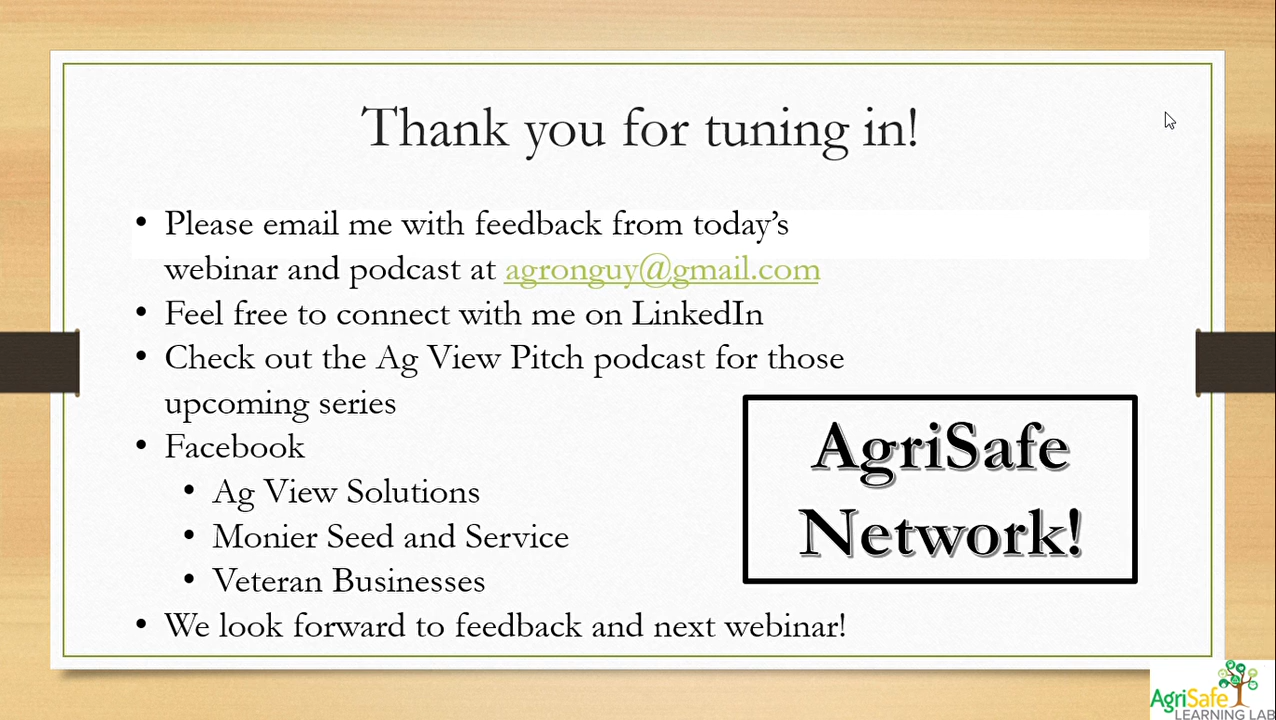 Thank you for tuning in!
• Please email me with feedback from today’s
webinar and podcast at agronguy@gmail.com
• Feel free to connect with me on LinkedIn
• Check out the Ag View Pitch podcast for those
upcoming series
• Facebook
• Ag View Solutions
• Monier Seed and Service
• Veteran Businesses
• We look forward to feedback and next webinar!
AgriSafe
Network!
AgriSafe
LEARNING LAB